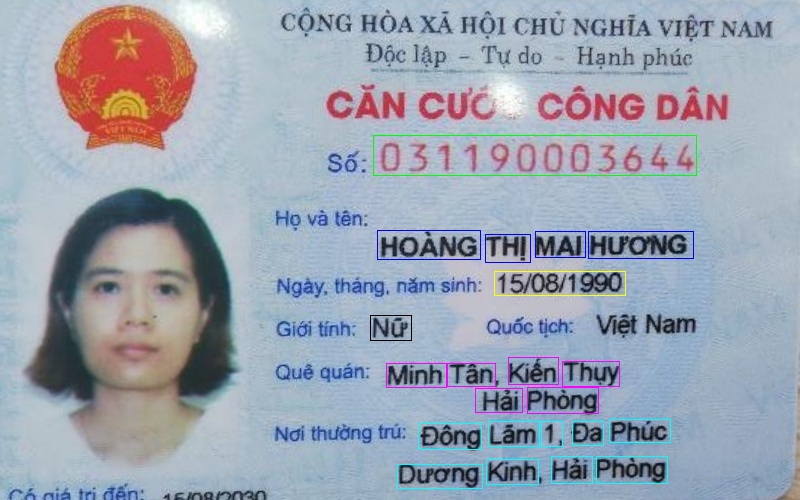 CỘNG HÒA XÃ HỘI CHỦ NGHĨA VIỆT NAM
Độc lập - Tự do - Hạnh phúc
CĂN CƯỚC CÔNG DÂN
Số: 031190003644
Họ và tên:
HOÀNG THỊ MAI HƯƠNG
Ngày, tháng, năm sinh: 15/08/1990
Giới tính: Nữ Quốc tịch: Việt Nam
Quê quán: Minh Tân, Kiến Thụy
Hải Phòng
Nơi thường trú: Đông Lãm 1, Đa Phúc
Dương Kinh, Hải Phòng
Có giá trị đến: 15/08/2030
VIỆT NAM